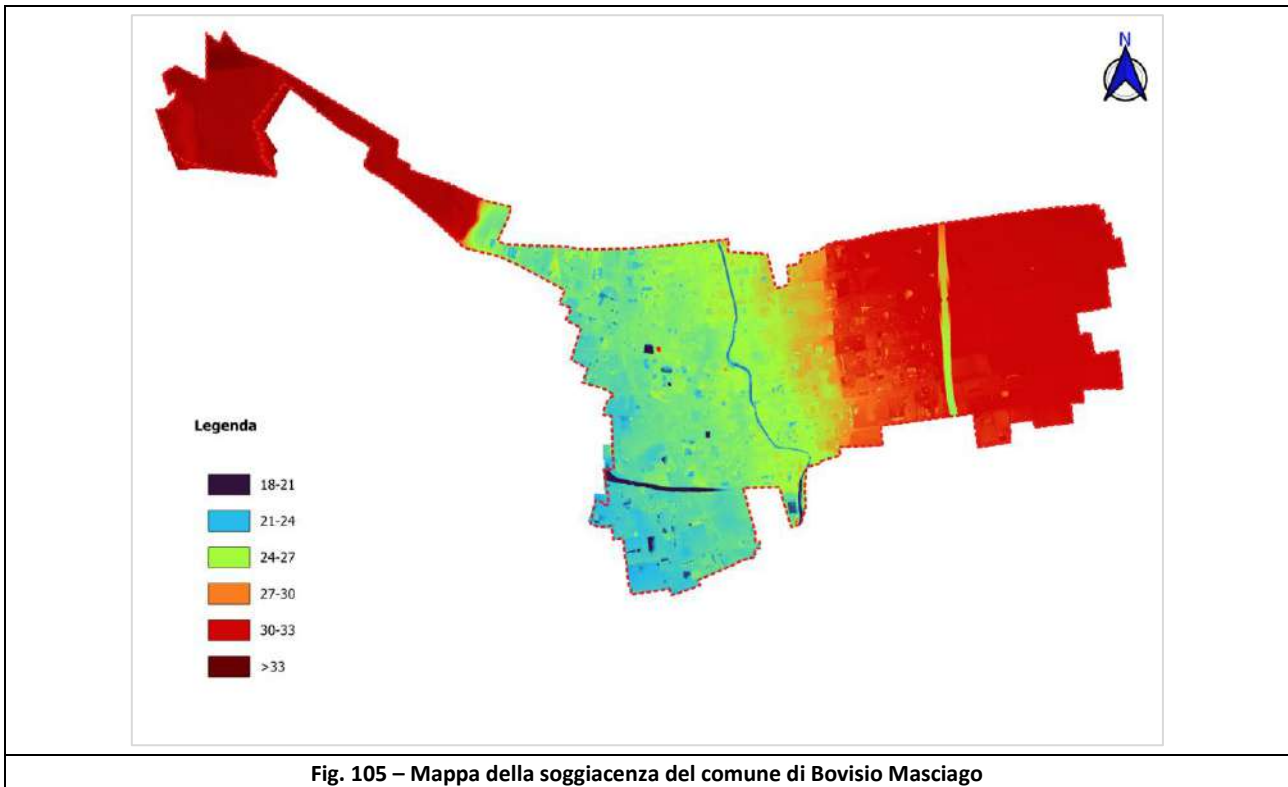 N
Legenda
18-21
21-24
24-27
27-30
30-33
>33
Fig. 105 – Mappa della soggiacenza del comune di Bovisio Masciago